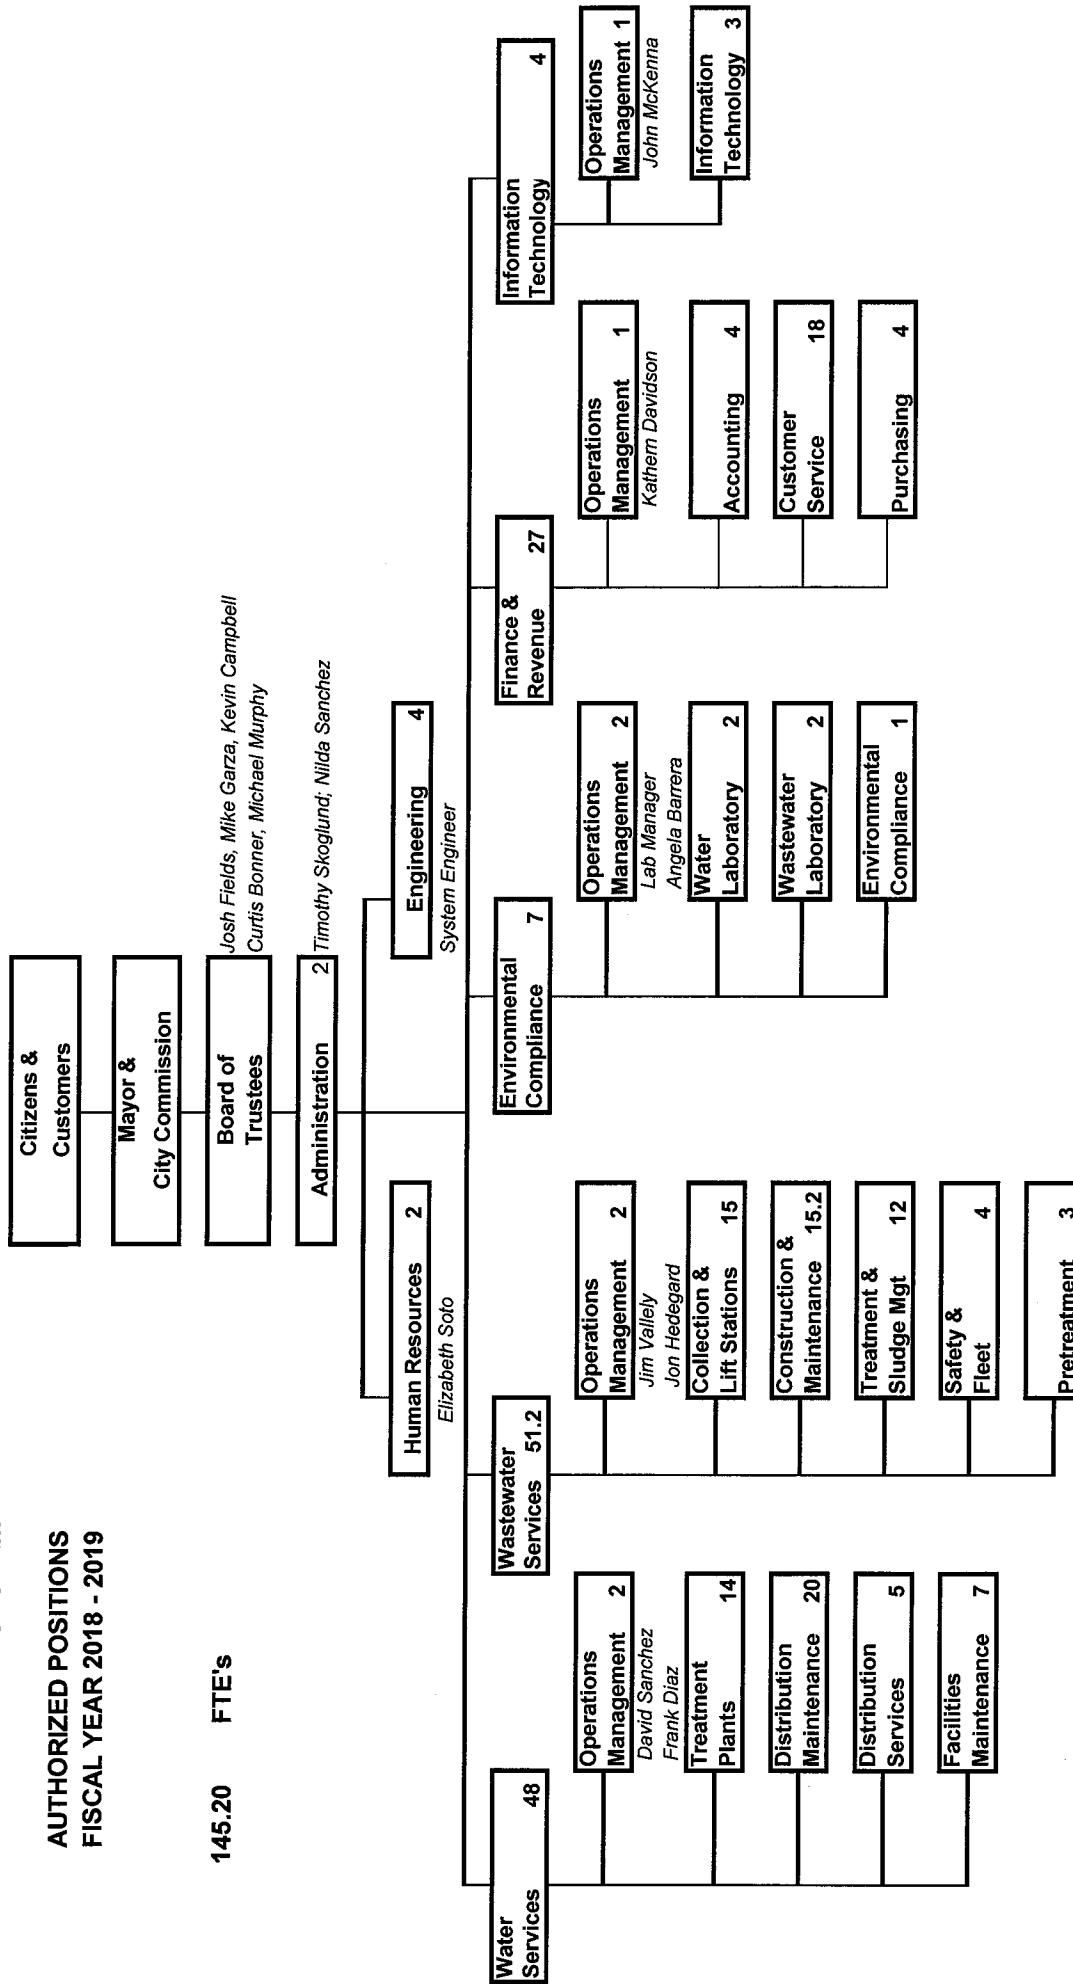 AUTHORIZED POSITIONS
FISCAL YEAR 2018 - 2019
145.20 FTE's
Citizens &
Customers
Mayor &
City Commission
Board of
Trustees
Josh Fields, Mike Garza, Kevin Campbell
Curtis Bonner, Michael Murphy
Administration 2
Timothy Skoglund; Nilda Sanchez
Human Resources 2
Elizabeth Soto
Engineering 4
System Engineer
Water
Services 48
Operations
Management 2
David Sanchez
Frank Diaz
Treatment
Plants 14
Distribution
Maintenance 20
Distribution
Services 5
Facilities
Maintenance 7
Wastewater
Services 51.2
Operations
Management 2
Jim Vallely
Jon Hedegard
Collection &
Lift Stations 15
Construction &
Maintenance 15.2
Treatment &
Sludge Mgt 12
Safety &
Fleet 4
Pretreatment 3
Environmental
Compliance 7
Operations
Management 2
Lab Manager
Angela Barrera
Water
Laboratory 2
Wastewater
Laboratory 2
Environmental
Compliance 1
Finance &
Revenue 27
Operations
Management 1
Kathern Davidson
Accounting 4
Customer
Service 18
Purchasing 4
Information
Technology 4
Operations
Management 1
John McKenna
Information
Technology 3